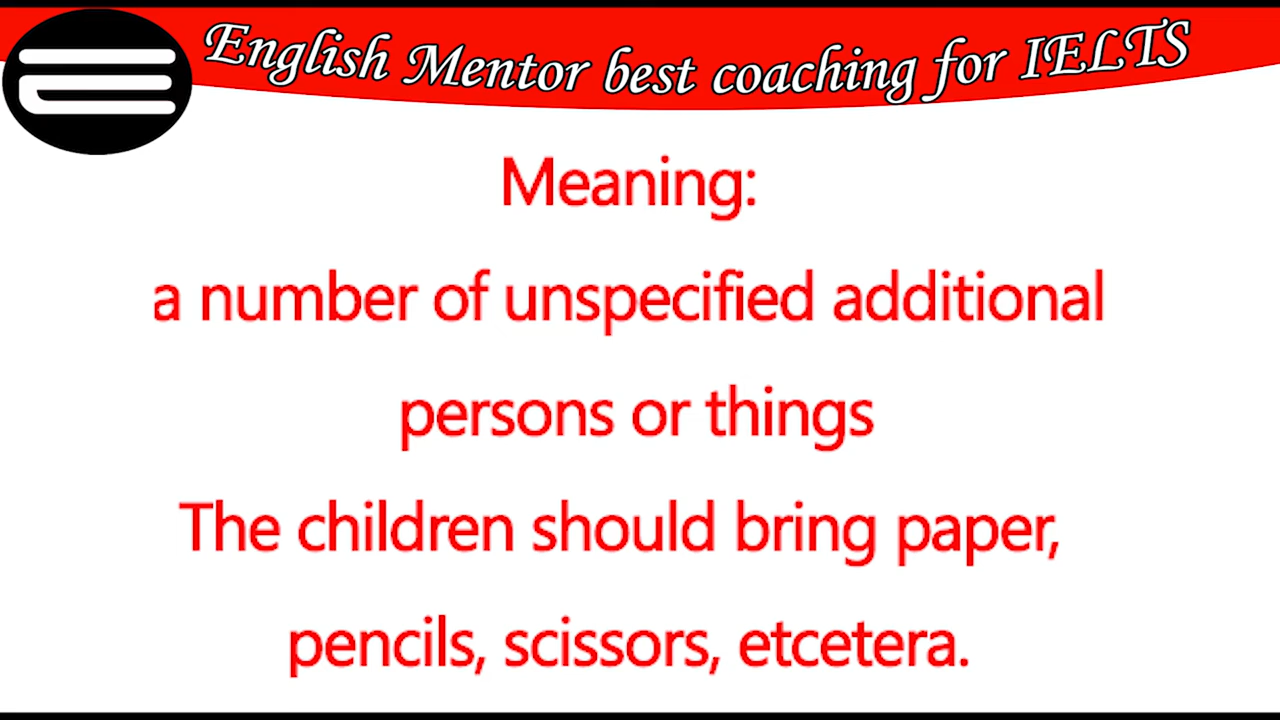 English Mentor best coaching for IELTS
Meaning:
a number of unspecified additional
persons or things
The children should bring paper,
pencils, scissors, etcetera.